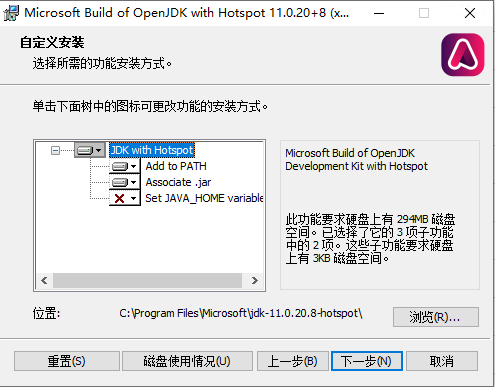 Microsoft Build of OpenJDK with Hotspot 11.0.20+8 (x...
自定义安装
选择所需的功能安装方式。
单击下面树中的图标可更改功能的安装方式。
JDK with Hotspot
Add to PATH
Associate .jar
Set JAVA_HOME variable
Microsoft Build of OpenJDK
Development Kit with Hotspot
此功能要求硬盘上有 294MB 磁盘
空间。已选择了它的 3 项子功能
中的 2 项。这些子功能要求硬盘
上有 3KB 磁盘空间。
位置:
C:\Program Files\Microsoft\jdk-11.0.20.8-hotspot\
浏览(R)...
重置(S)
磁盘使用情况(U)
上一步(B)
下一步(N)
取消